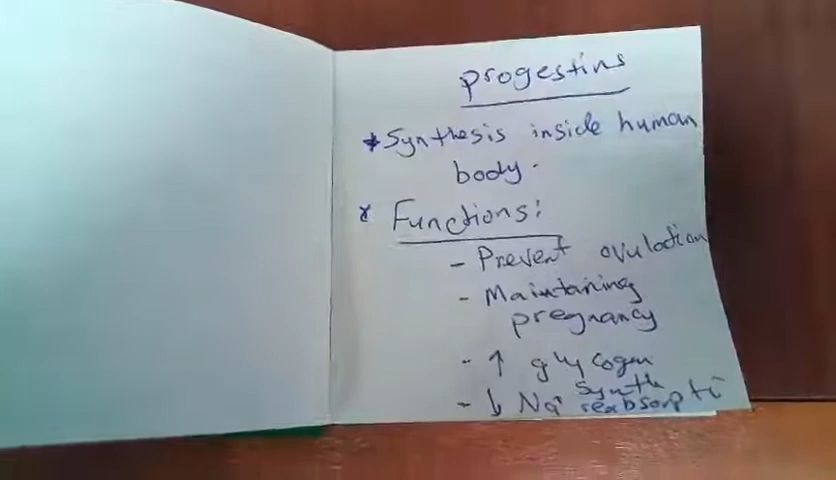 progestins
* Synthesis inside human
body.
* Functions:
- Prevent ovulation
- Maintaining
pregnancy
- ↑ glycogen
synth
- ↓ Na⁺ reabsorpti